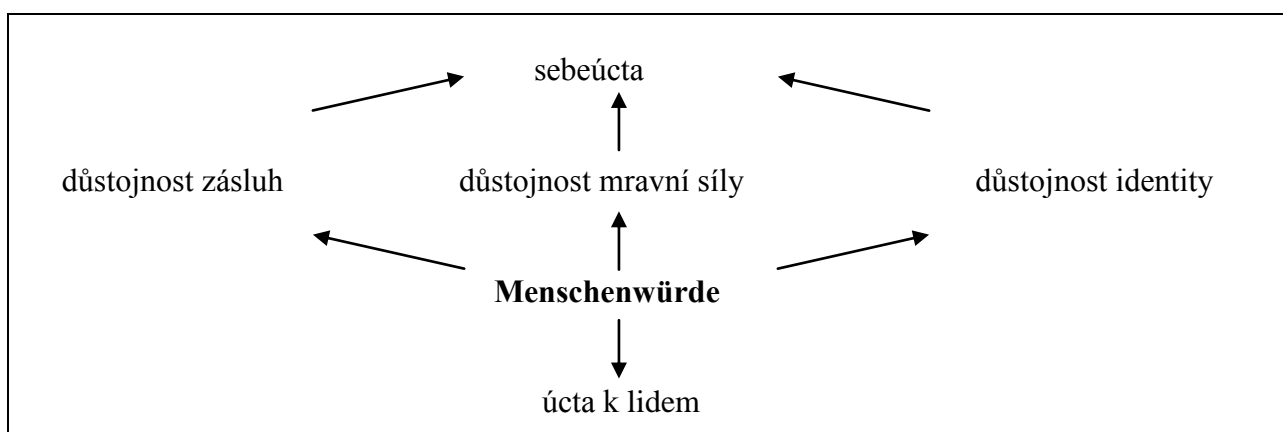 sebeúcta
důstojnost zásluh důstojnost mravní síly důstojnost identity
Menschenwürde
úcta k lidem